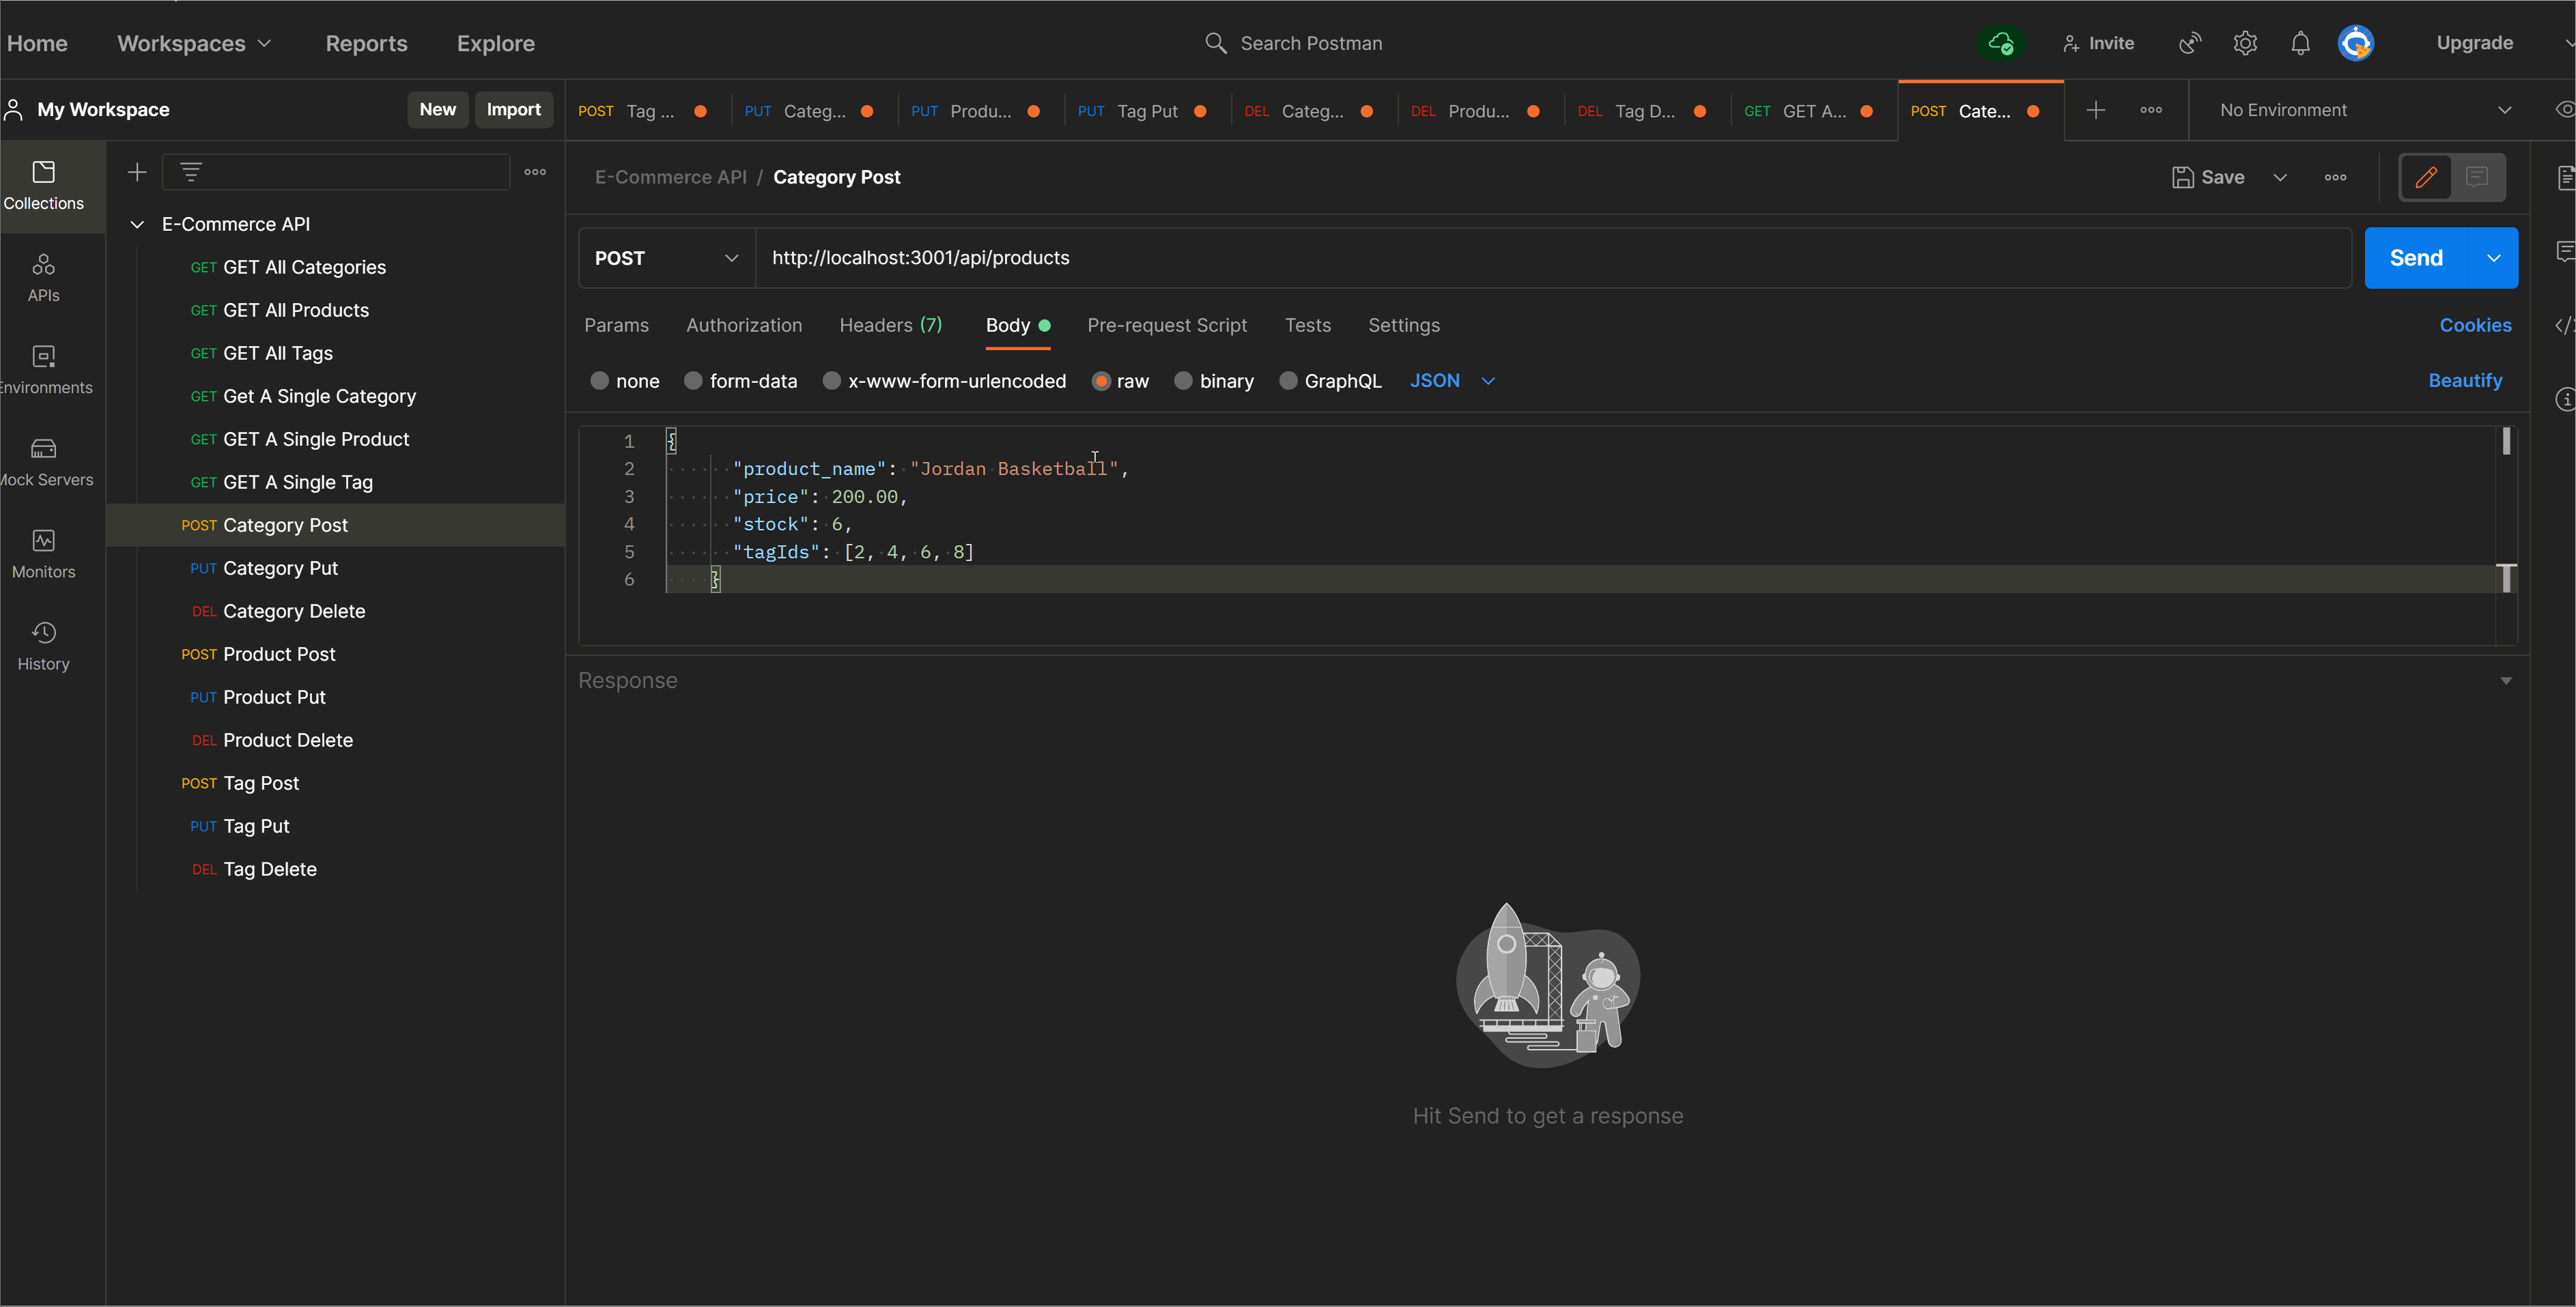 Home Workspaces Reports Explore Search Postman Invite Upgrade
My Workspace New Import POST Tag ... PUT Categ... PUT Produ... PUT Tag Put DEL Categ... DEL Produ... DEL Tag D... GET GET A... POST Cate... No Environment
Collections
APIs
Environments
Mock Servers
Monitors
History
E-Commerce API
GET GET All Categories
GET GET All Products
GET GET All Tags
GET Get A Single Category
GET GET A Single Product
GET GET A Single Tag
POST Category Post
PUT Category Put
DEL Category Delete
POST Product Post
PUT Product Put
DEL Product Delete
POST Tag Post
PUT Tag Put
DEL Tag Delete
E-Commerce API / Category Post Save
POST http://localhost:3001/api/products Send
Params Authorization Headers (7) Body Pre-request Script Tests Settings Cookies
none form-data x-www-form-urlencoded raw binary GraphQL JSON Beautify
1 {
2 "product_name": "Jordan Basketball",
3 "price": 200.00,
4 "stock": 6,
5 "tagIds": [2, 4, 6, 8]
6 }
Response
Hit Send to get a response